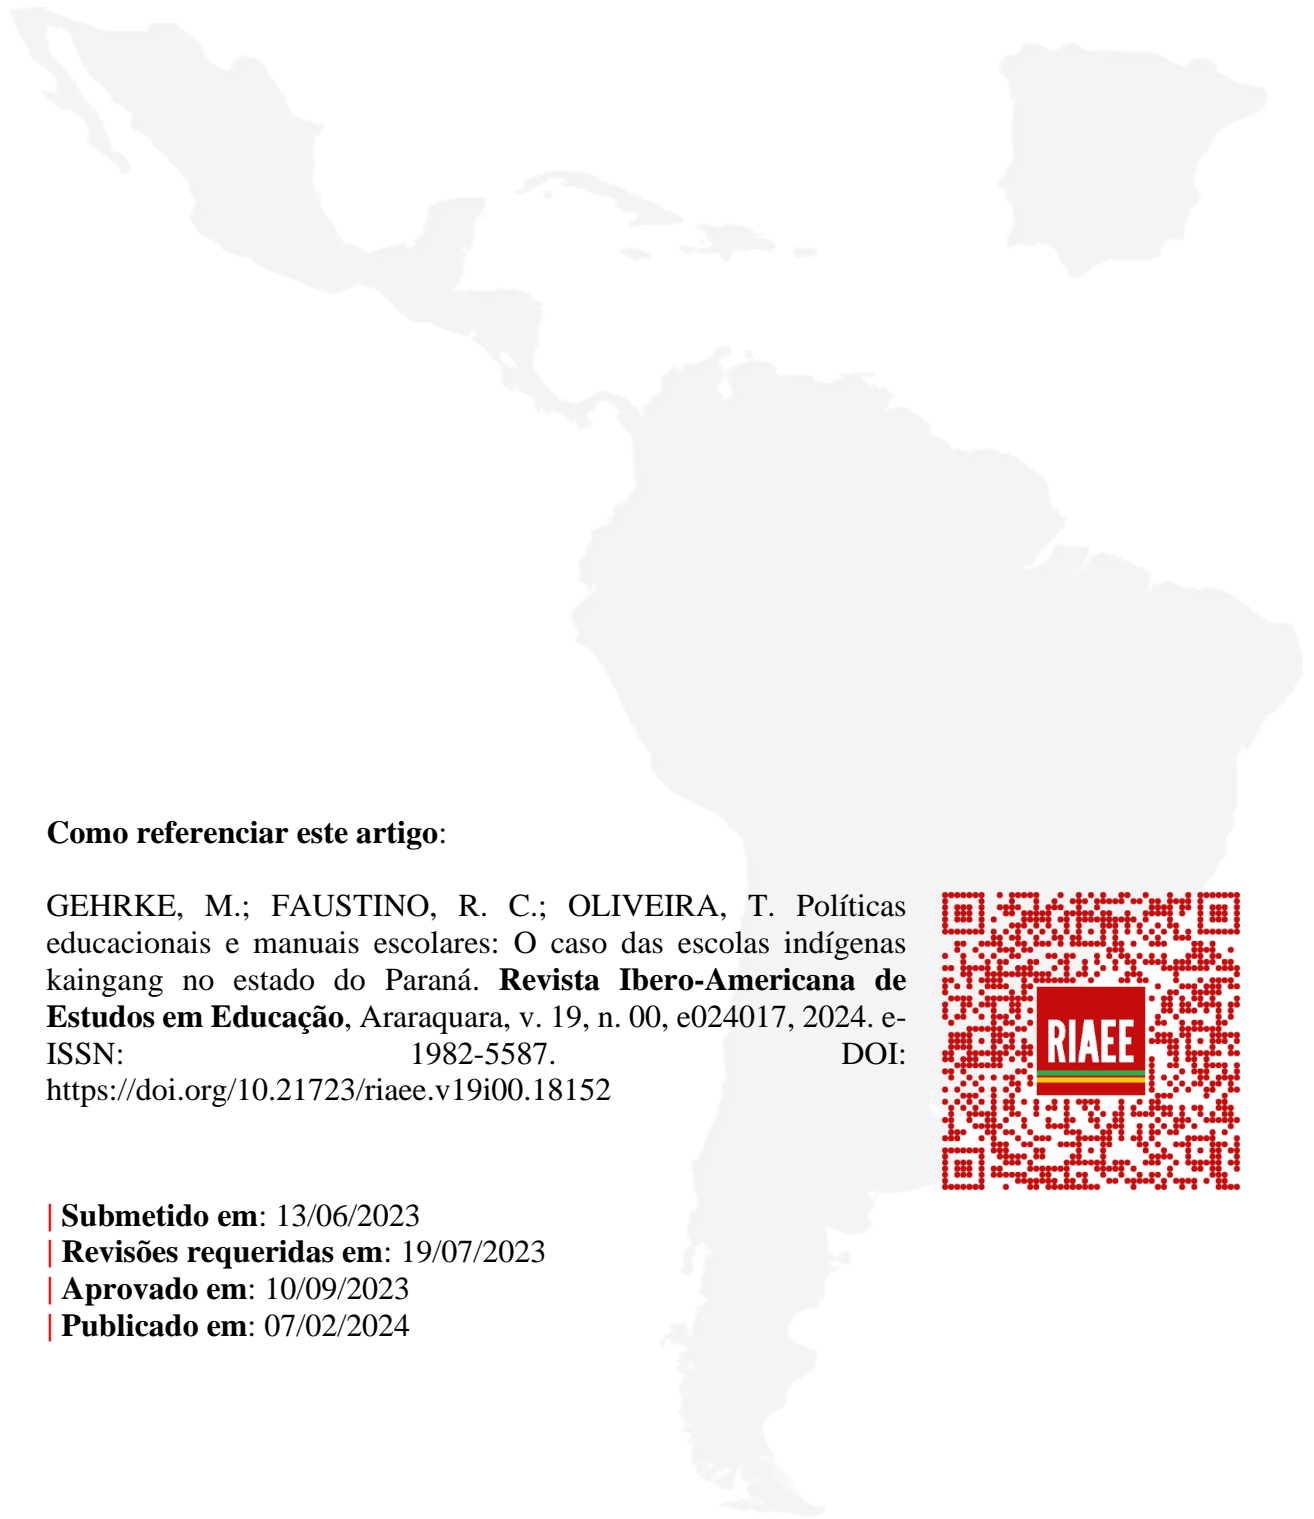 Como referenciar este artigo:
GEHRKE, M.; FAUSTINO, R. C.; OLIVEIRA, T. Políticas
educacionais e manuais escolares: O caso das escolas indígenas
kaingang no estado do Paraná. Revista Ibero-Americana de
Estudos em Educação, Araraquara, v. 19, n. 00, e024017, 2024. e-
ISSN: 1982-5587. DOI:
https://doi.org/10.21723/riaee.v19i00.18152
RIAEE
| Submetido em: 13/06/2023
| Revisões requeridas em: 19/07/2023
| Aprovado em: 10/09/2023
| Publicado em: 07/02/2024